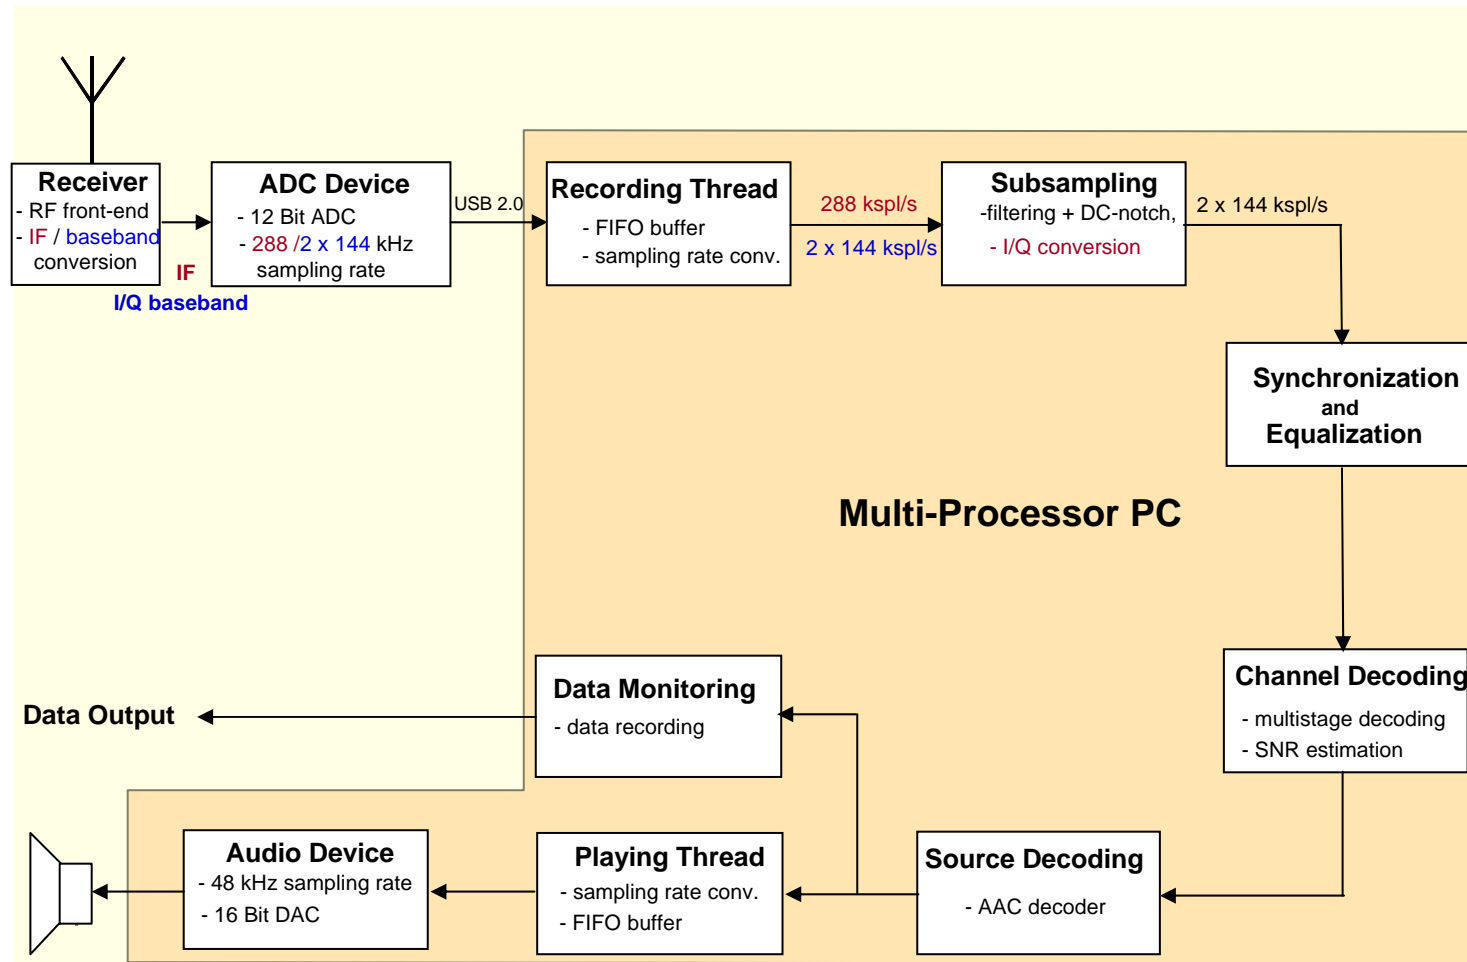 Receiver
- RF front-end
- IF / baseband
conversion
IF
I/Q baseband
ADC Device
- 12 Bit ADC
- 288 /2 x 144 kHz
sampling rate
USB 2.0
Recording Thread
- FIFO buffer
- sampling rate conv.
288 kspl/s
2 x 144 kspl/s
Subsampling
-filtering + DC-notch,
- I/Q conversion
2 x 144 kspl/s
Synchronization
and
Equalization
Multi-Processor PC
Channel Decoding
- multistage decoding
- SNR estimation
Data Monitoring
- data recording
Data Output
Source Decoding
- AAC decoder
Playing Thread
- sampling rate conv.
- FIFO buffer
Audio Device
- 48 kHz sampling rate
- 16 Bit DAC